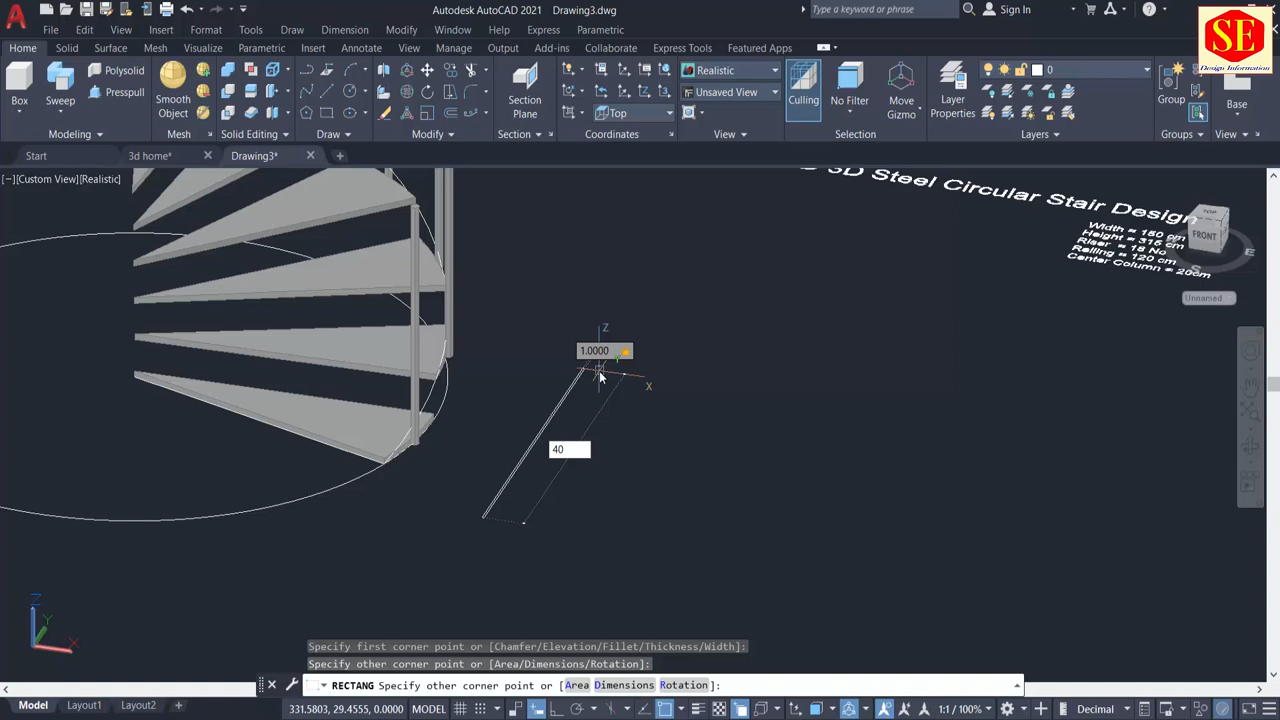 Autodesk AutoCAD 2021 Drawing3.dwg
Type a keyword or phrase
Sign In
SE
Design Information
File Edit View Insert Format Tools Draw Dimension Modify Window Help Express Parametric
Home Solid Surface Mesh Visualize Parametric Insert Annotate View Manage Output Add-ins Collaborate Express Tools Featured Apps
Box
Sweep
Polysolid
Presspull
Smooth Object
Section Plane
Top
Realistic
Unsaved View
Culling
No Filter
Move Gizmo
Layer Properties
0
Group
Base
Modeling Mesh Solid Editing Draw Modify Section Coordinates View Selection Layers Groups View
Start 3d home* Drawing3*
[−][Custom View][Realistic]
3D Steel Circular Stair Design
Width = 150 cm
Height = 315 cm
Riser = 18 No
Reiling = 120 cm
Center Column = 20cm
TOP
FRONT
S
E
Unnamed
Z
1.0000
X
40
Z
Y
X
Specify first corner point or [Chamfer/Elevation/Fillet/Thickness/Width]:
Specify other corner point or [Area/Dimensions/Rotation]:
RECTANG Specify other corner point or [Area Dimensions Rotation]:
Model Layout1 Layout2 +
331.5803, 29.4555, 0.0000 MODEL
1:1 / 100%
Decimal